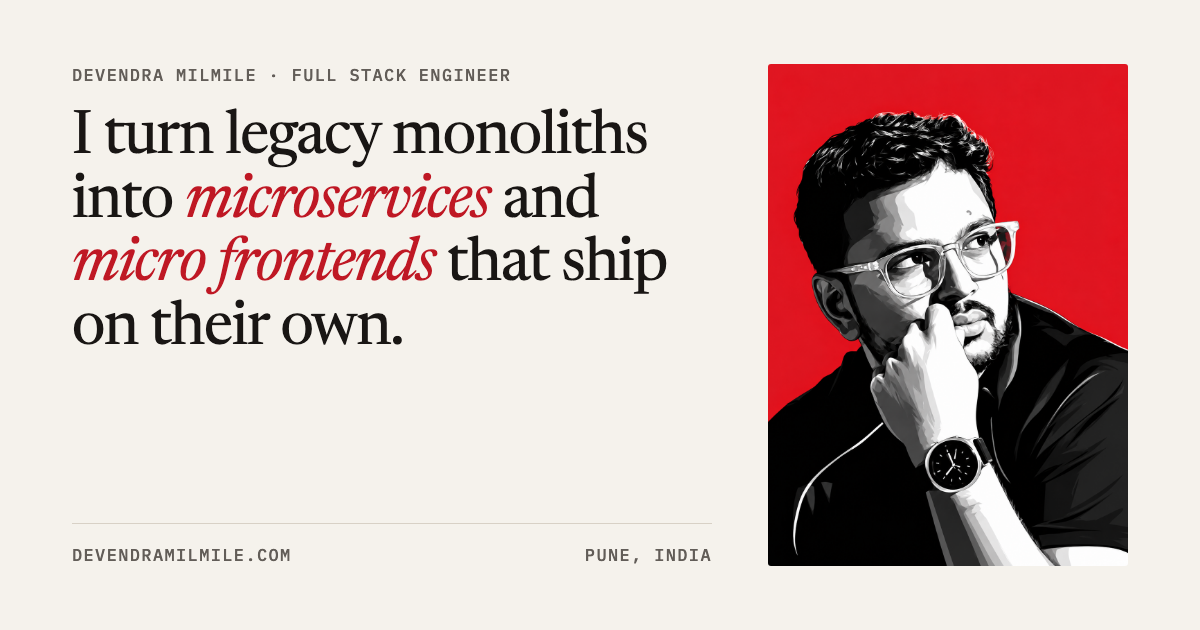 DEVENDRA MILMILE · FULL STACK ENGINEER
I turn legacy monoliths
into microservices and
micro frontends that ship
on their own.
DEVENDRAMILMILE.COM
PUNE, INDIA